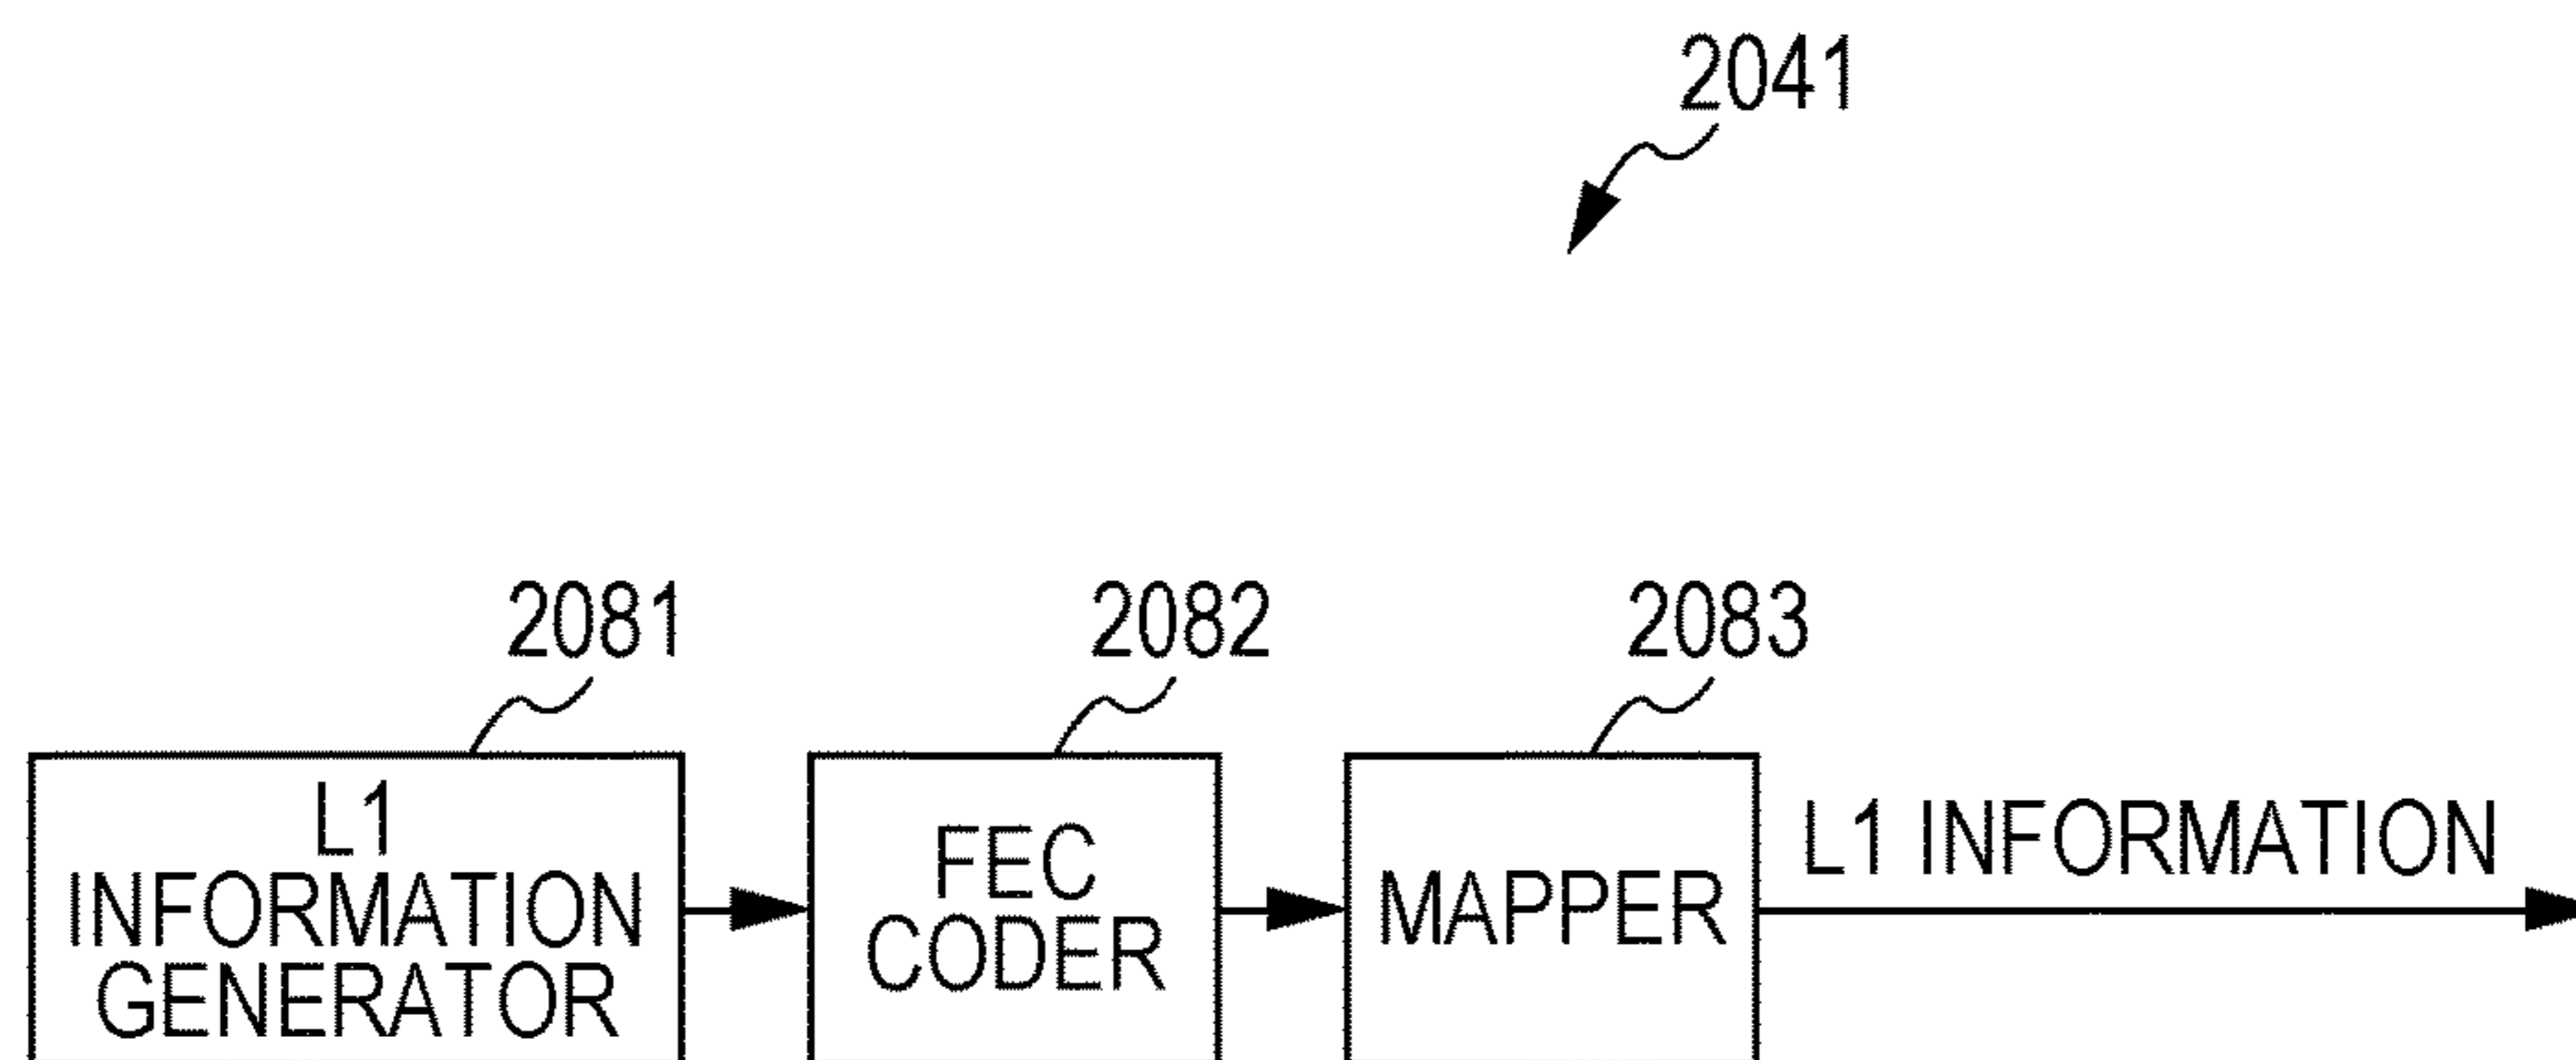 2041
2081
2082
2083
L1
INFORMATION
GENERATOR
FEC
CODER
MAPPER
L1 INFORMATION